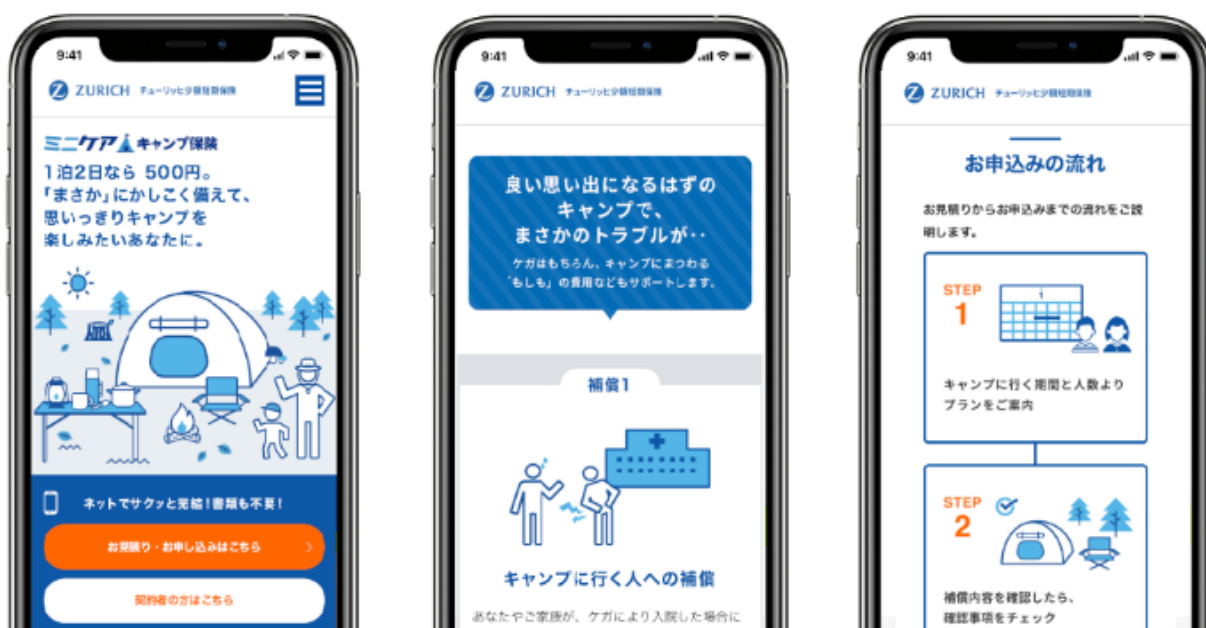 9:41
ZURICH チューリッヒ少額短期保険
ミニケア キャンプ保険
1泊2日なら 500円。
「まさか」にかしこく備えて、
思いっきりキャンプを
楽しみたいあなたに。
ネットでサクッと完結！書類も不要！
お見積り・お申し込みはこちら
契約者の方はこちら
9:41
ZURICH チューリッヒ少額短期保険
良い思い出になるはずの
キャンプで、
まさかのトラブルが‥
ケガはもちろん、キャンプにまつわる
「もしも」の費用などもサポートします。
補償1
キャンプに行く人への補償
あなたやご家族が、ケガにより入院した場合に
9:41
ZURICH チューリッヒ少額短期保険
お申込みの流れ
お見積りからお申込みまでの流れをご説
明します。
STEP
1
キャンプに行く期間と人数より
プランをご案内
STEP
2
補償内容を確認したら、
確認事項をチェック